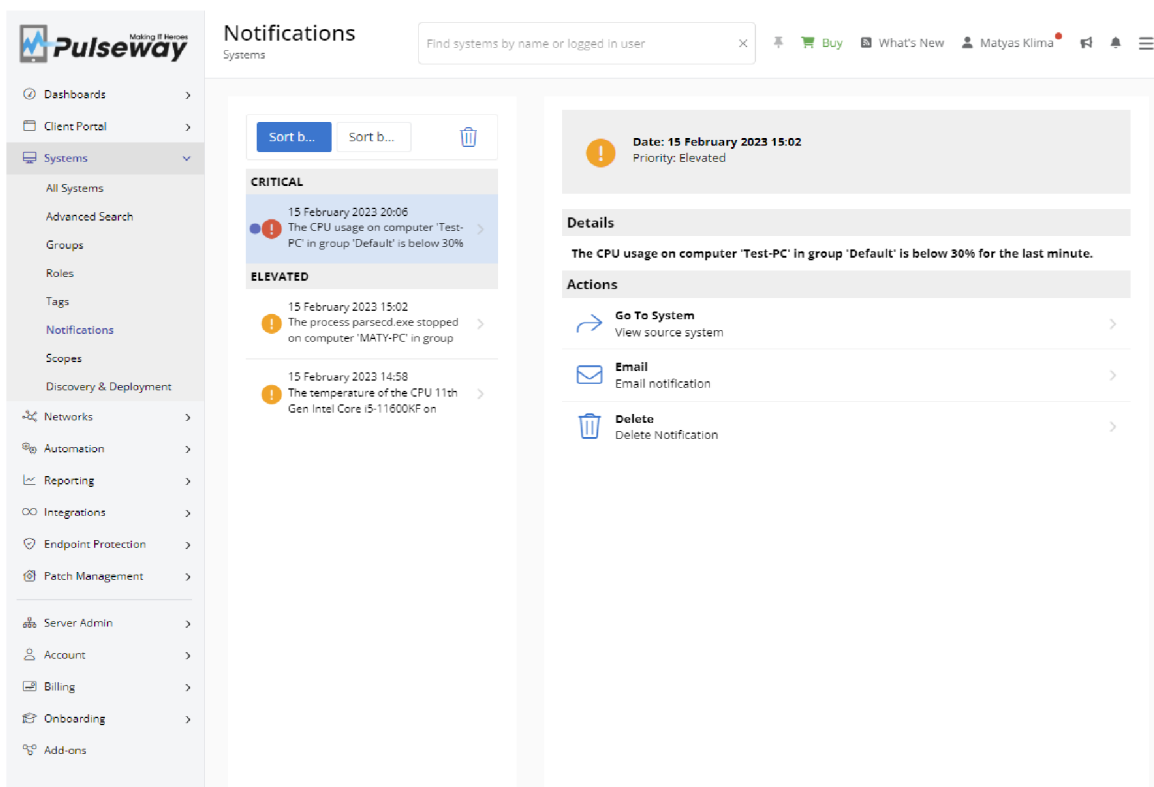 Making IT Heroes
Pulseway
Notifications
Systems
Find systems by name or logged in user
Buy
What's New
Matyas Klima
Dashboards
Client Portal
Systems
All Systems
Advanced Search
Groups
Roles
Tags
Notifications
Scopes
Discovery & Deployment
Networks
Automation
Reporting
Integrations
Endpoint Protection
Patch Management
Server Admin
Account
Billing
Onboarding
Add-ons
Sort b...
Sort b...
CRITICAL
15 February 2023 20:06
The CPU usage on computer 'Test-
PC' in group 'Default' is below 30%
ELEVATED
15 February 2023 15:02
The process parsecd.exe stopped
on computer 'MATY-PC' in group
15 February 2023 14:58
The temperature of the CPU 11th
Gen Intel Core i5-11600KF on
Date: 15 February 2023 15:02
Priority: Elevated
Details
The CPU usage on computer 'Test-PC' in group 'Default' is below 30% for the last minute.
Actions
Go To System
View source system
Email
Email notification
Delete
Delete Notification